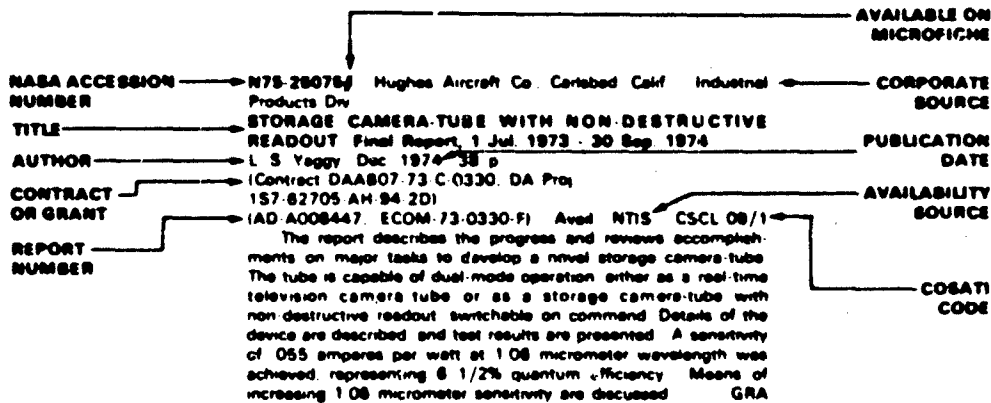 AVAILABLE ON
MICROFICHE
NASA ACCESSION
NUMBER
N75-26076# Hughes Aircraft Co. Carlsbad Calif Industrial
Products Div
CORPORATE
SOURCE
TITLE
STORAGE CAMERA-TUBE WITH NON-DESTRUCTIVE
READOUT Final Report, 1 Jul. 1973 - 30 Sep. 1974
AUTHOR
L S Yaggy Dec 1974 38 p
PUBLICATION
DATE
CONTRACT
OR GRANT
(Contract DAAB07-73-C-0330, DA Proj
1S7-62705-AH-94-2D)
AVAILABILITY
SOURCE
REPORT
NUMBER
(AD-A008447, ECOM-73-0330-F) Avail NTIS CSCL 09/1
COSATI
CODE
The report describes the progress and reviews accomplish-
ments on major tasks to develop a novel storage camera-tube
The tube is capable of dual-mode operation either as a real-time
television camera tube or as a storage camera-tube with
non-destructive readout switchable on command Details of the
device are described and test results are presented A sensitivity
of .055 amperes per watt at 1.06 micrometer wavelength was
achieved, representing 6 1/2% quantum efficiency Means of
increasing 1.06 micrometer sensitivity are discussed GRA